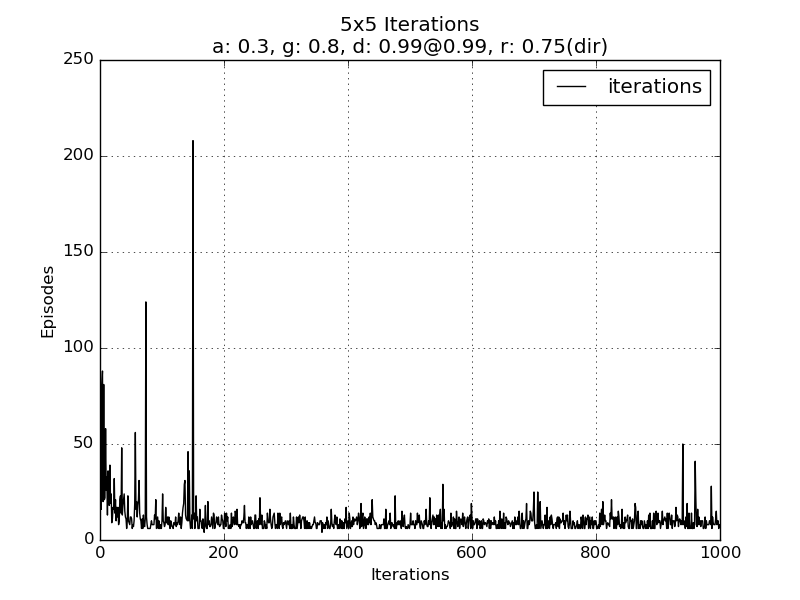 5x5 Iterations
a: 0.3, g: 0.8, d: 0.99@0.99, r: 0.75(dir)
iterations
250
200
150
100
50
0
Episodes
0 200 400 600 800 1000
Iterations